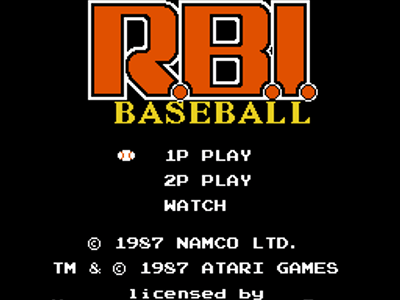 R.B.I.
BASEBALL
1P PLAY
2P PLAY
WATCH
© 1987 NAMCO LTD.
TM & © 1987 ATARI GAMES
licensed by